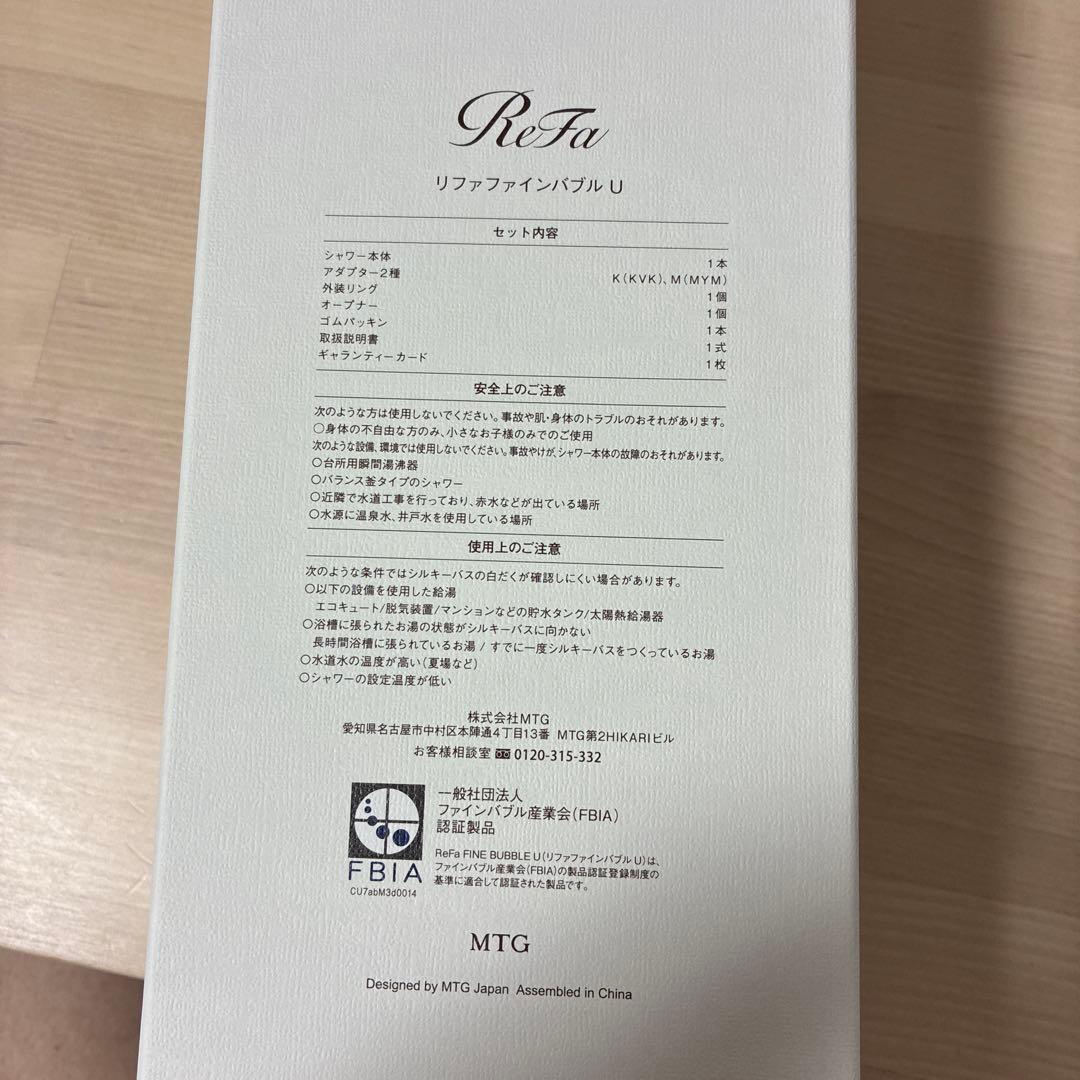 ReFa
リファファインバブル U
セット内容
シャワー本体 1本
アダプター2種 K(KVK)、M(MYM)
外装リング 1個
オープナー 1個
ゴムパッキン 1本
取扱説明書 1式
ギャランティーカード 1枚
安全上のご注意
次のような方は使用しないでください。事故や肌・身体のトラブルのおそれがあります。
○身体の不自由な方のみ、小さなお子様のみでのご使用
次のような設備、環境では使用しないでください。事故やけが、シャワー本体の故障のおそれがあります。
○台所用瞬間湯沸器
○バランス釜タイプのシャワー
○近隣で水道工事を行っており、赤水などが出ている場所
○水源に温泉水、井戸水を使用している場所
使用上のご注意
次のような条件ではシルキーバスの白だくが確認しにくい場合があります。
○以下の設備を使用した給湯
エコキュート/脱気装置/マンションなどの貯水タンク/太陽熱給湯器
○浴槽に張られたお湯の状態がシルキーバスに向かない
長時間浴槽に張られているお湯 / すでに一度シルキーバスをつくっているお湯
○水道水の温度が高い(夏場など)
○シャワーの設定温度が低い
株式会社MTG
愛知県名古屋市中村区本陣通4丁目13番 MTG第2HIKARIビル
お客様相談室 0120-315-332
一般社団法人
ファインバブル産業会(FBIA)
認証製品
FBIA
CU7abM3d0014
ReFa FINE BUBBLE U(リファファインバブル U)は、
ファインバブル産業会(FBIA)の製品認証登録制度の
基準に適合して認証された製品です。
MTG
Designed by MTG Japan Assembled in China